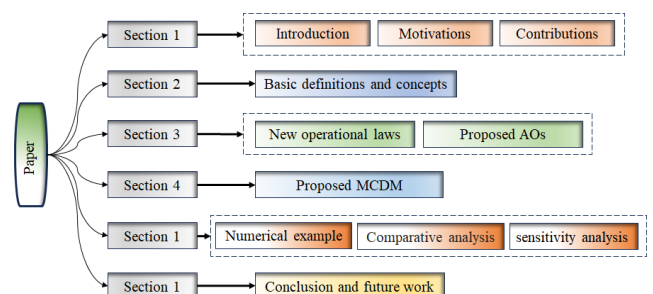 Paper
Section 1
Introduction
Motivations
Contributions
Section 2
Basic definitions and concepts
Section 3
New operational laws
Proposed AOs
Section 4
Proposed MCDM
Section 1
Numerical example
Comparative analysis
sensitivity analysis
Section 1
Conclusion and future work